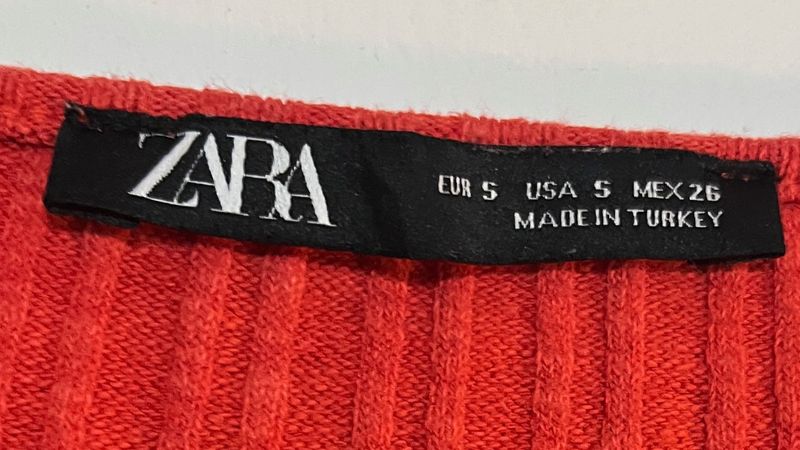 ZARA
EUR S USA S MEX 26
MADE IN TURKEY